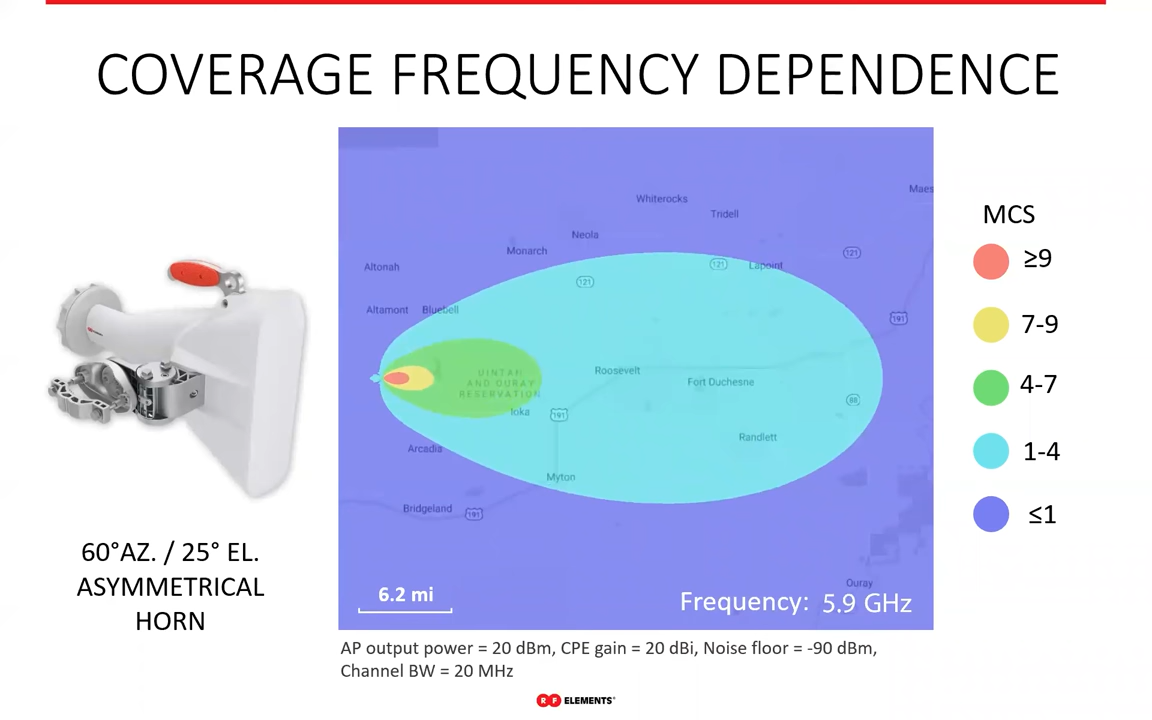 COVERAGE FREQUENCY DEPENDENCE
Whiterocks
Maes
Tridell
Neola
Monarch
121
Altonah
121
Lapoint
121
Altamont
Bluebell
191
UINTAH
AND OURAY
RESERVATION
Roosevelt
Fort Duchesne
Ioka
191
88
Randlett
Arcadia
Myton
Bridgeland
191
Ouray
6.2 mi
Frequency: 5.9 GHz
MCS
≥9
7-9
4-7
1-4
≤1
60°AZ. / 25° EL.
ASYMMETRICAL
HORN
AP output power = 20 dBm, CPE gain = 20 dBi, Noise floor = -90 dBm,
Channel BW = 20 MHz
RF ELEMENTS